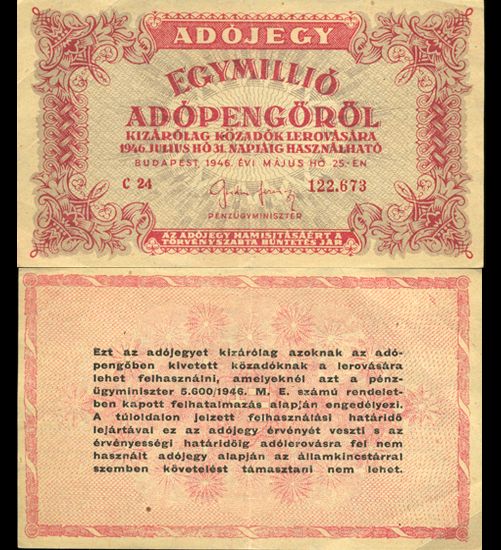 ADÓJEGY
EGYMILLIÓ
ADÓPENGŐRŐL
KIZÁRÓLAG KÖZADÓK LEROVÁSÁRA
1946. JULIUS HÓ 31. NAPJÁIG HASZNÁLHATÓ
BUDAPEST, 1946. ÉVI MÁJUS HÓ 25.-ÉN
C 24 122.673
PÉNZÜGYMINISZTER
AZ ADÓJEGY HAMISÍTÁSÁÉRT A
TÖRVÉNY SZABTA BÜNTETÉS JÁR
Ezt az adójegyet kizárólag azoknak az adó-
pengőben kivetett közadóknak a lerovására
lehet felhasználni, amelyeknél azt a pénz-
ügyminiszter 5.600/1946. M. E. számú rendelet-
ben kapott felhatalmazás alapján engedélyezi.
A túloldalon jelzett felhasználási határidő
lejártával ez az adójegy érvényét veszti s az
érvényességi határidőig adólerovásra fel nem
használt adójegy alapján az államkincstárral
szemben követelést támasztani nem lehet.